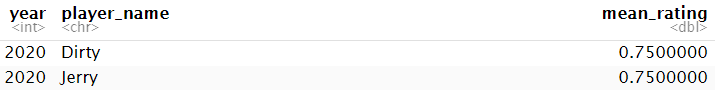 year player_name mean_rating
<int> <chr> <dbl>
2020 Dirty 0.7500000
2020 Jerry 0.7500000